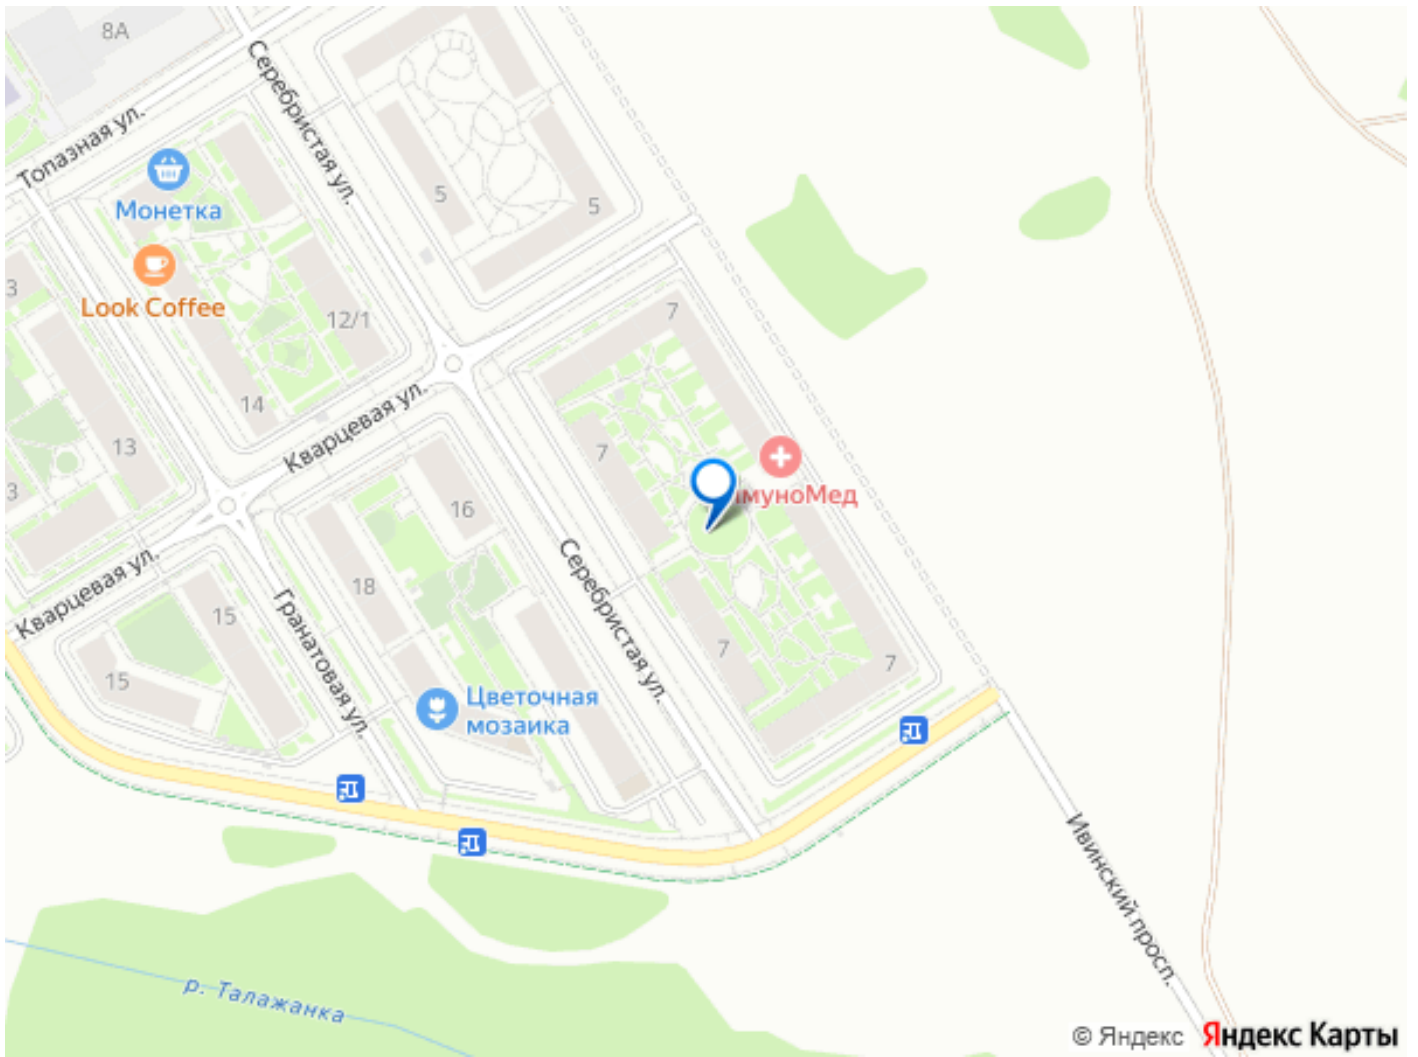 8А
Серебристая ул.
Топазная ул.
Монетка
5
5
Look Coffee
3
12/1
7
14
Кварцевая ул.
13
7
3
16
муноМед
Кварцевая ул.
18
Серебристая ул.
15
Гранатовая ул.
7
7
15
Цветочная
мозаика
Ивинский просп.
р. Талажанка
© Яндекс Яндекс Карты